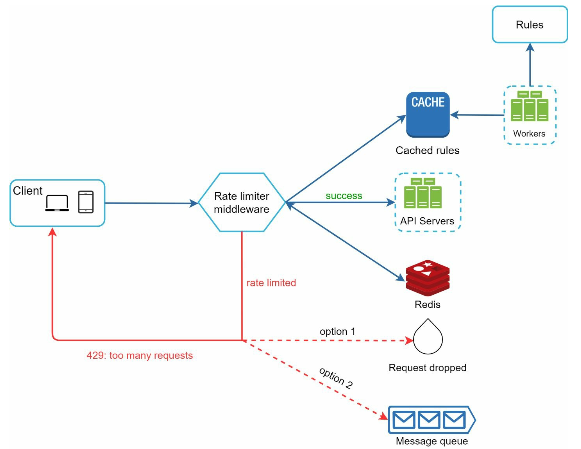 Rules
CACHE
Workers
Cached rules
Client
Rate limiter
middleware
success
API Servers
rate limited
Redis
option 1
429: too many requests
Request dropped
option 2
Message queue